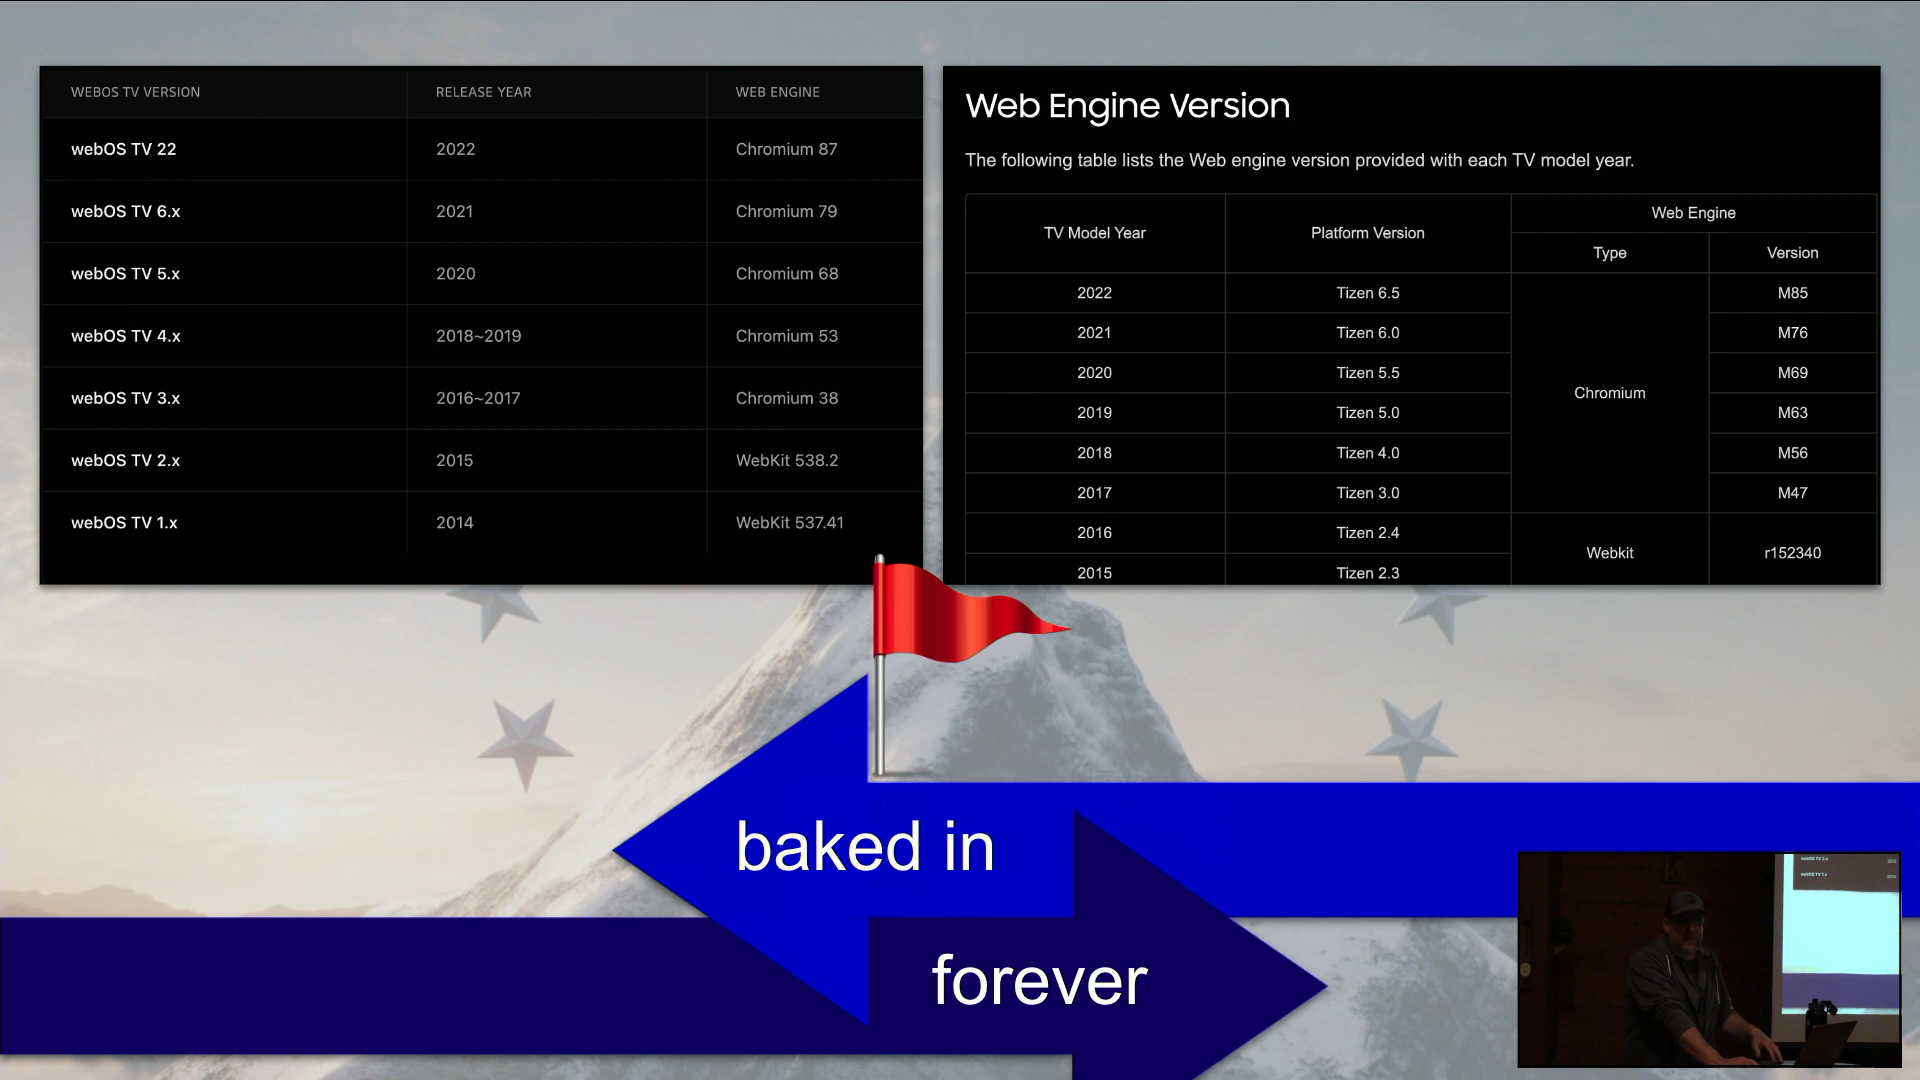 WEBOS TV VERSION RELEASE YEAR WEB ENGINE
webOS TV 22 2022 Chromium 87
webOS TV 6.x 2021 Chromium 79
webOS TV 5.x 2020 Chromium 68
webOS TV 4.x 2018~2019 Chromium 53
webOS TV 3.x 2016~2017 Chromium 38
webOS TV 2.x 2015 WebKit 538.2
webOS TV 1.x 2014 WebKit 537.41
Web Engine Version
The following table lists the Web engine version provided with each TV model year.
TV Model Year Platform Version Web Engine
Type Version
2022 Tizen 6.5 M85
2021 Tizen 6.0 M76
2020 Tizen 5.5 M69
2019 Tizen 5.0 Chromium M63
2018 Tizen 4.0 M56
2017 Tizen 3.0 M47
2016 Tizen 2.4 Webkit r152340
2015 Tizen 2.3
baked in
forever
webOS TV 2.x
webOS TV 1.x